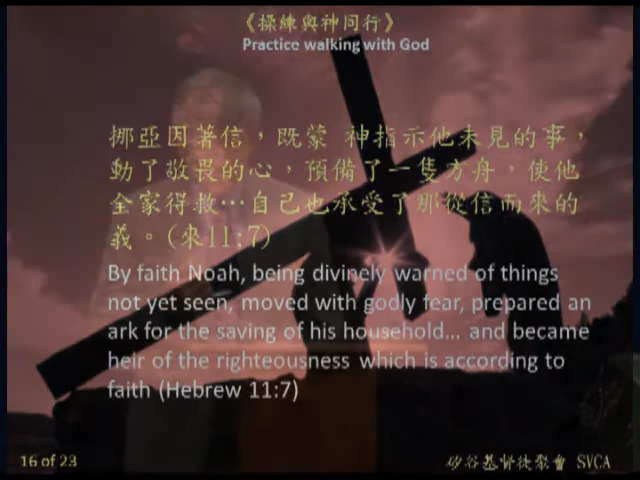 《操練與神同行》
Practice walking with God
挪亞因著信，既蒙 神指示他未見的事，
動了敬畏的心，預備了一隻方舟，使他
全家得救…自己也承受了那從信而來的
義。(來11:7)
By faith Noah, being divinely warned of things
not yet seen, moved with godly fear, prepared an
ark for the saving of his household... and became
heir of the righteousness which is according to
faith (Hebrew 11:7)
16 of 23
矽谷基督徒聚會 SVCA